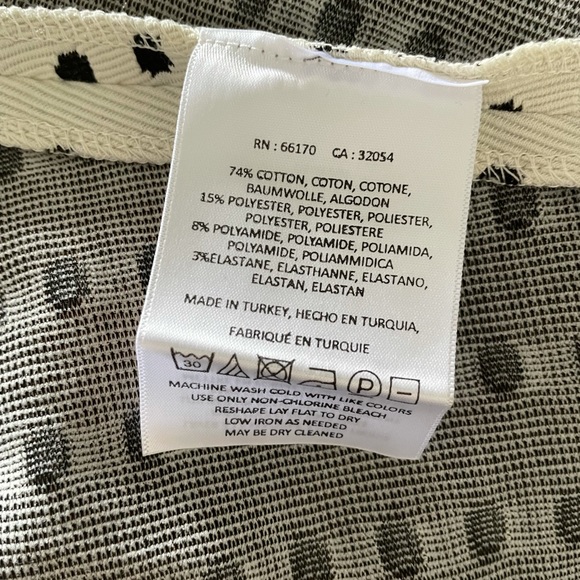 RN : 66170 CA : 32054
74% COTTON, COTON, COTONE,
BAUMWOLLE, ALGODON
15% POLYESTER, POLYESTER, POLIESTER,
POLYESTER, POLIESTERE
8% POLYAMIDE, POLYAMIDE, POLIAMIDA,
POLYAMIDE, POLIAMMIDICA
3%ELASTANE, ELASTHANNE, ELASTANO,
ELASTAN, ELASTAN
MADE IN TURKEY, HECHO EN TURQUIA,
FABRIQUÉ EN TURQUIE
30 P
MACHINE WASH COLD WITH LIKE COLORS
USE ONLY NON-CHLORINE BLEACH
RESHAPE LAY FLAT TO DRY
LOW IRON AS NEEDED
MAY BE DRY CLEANED